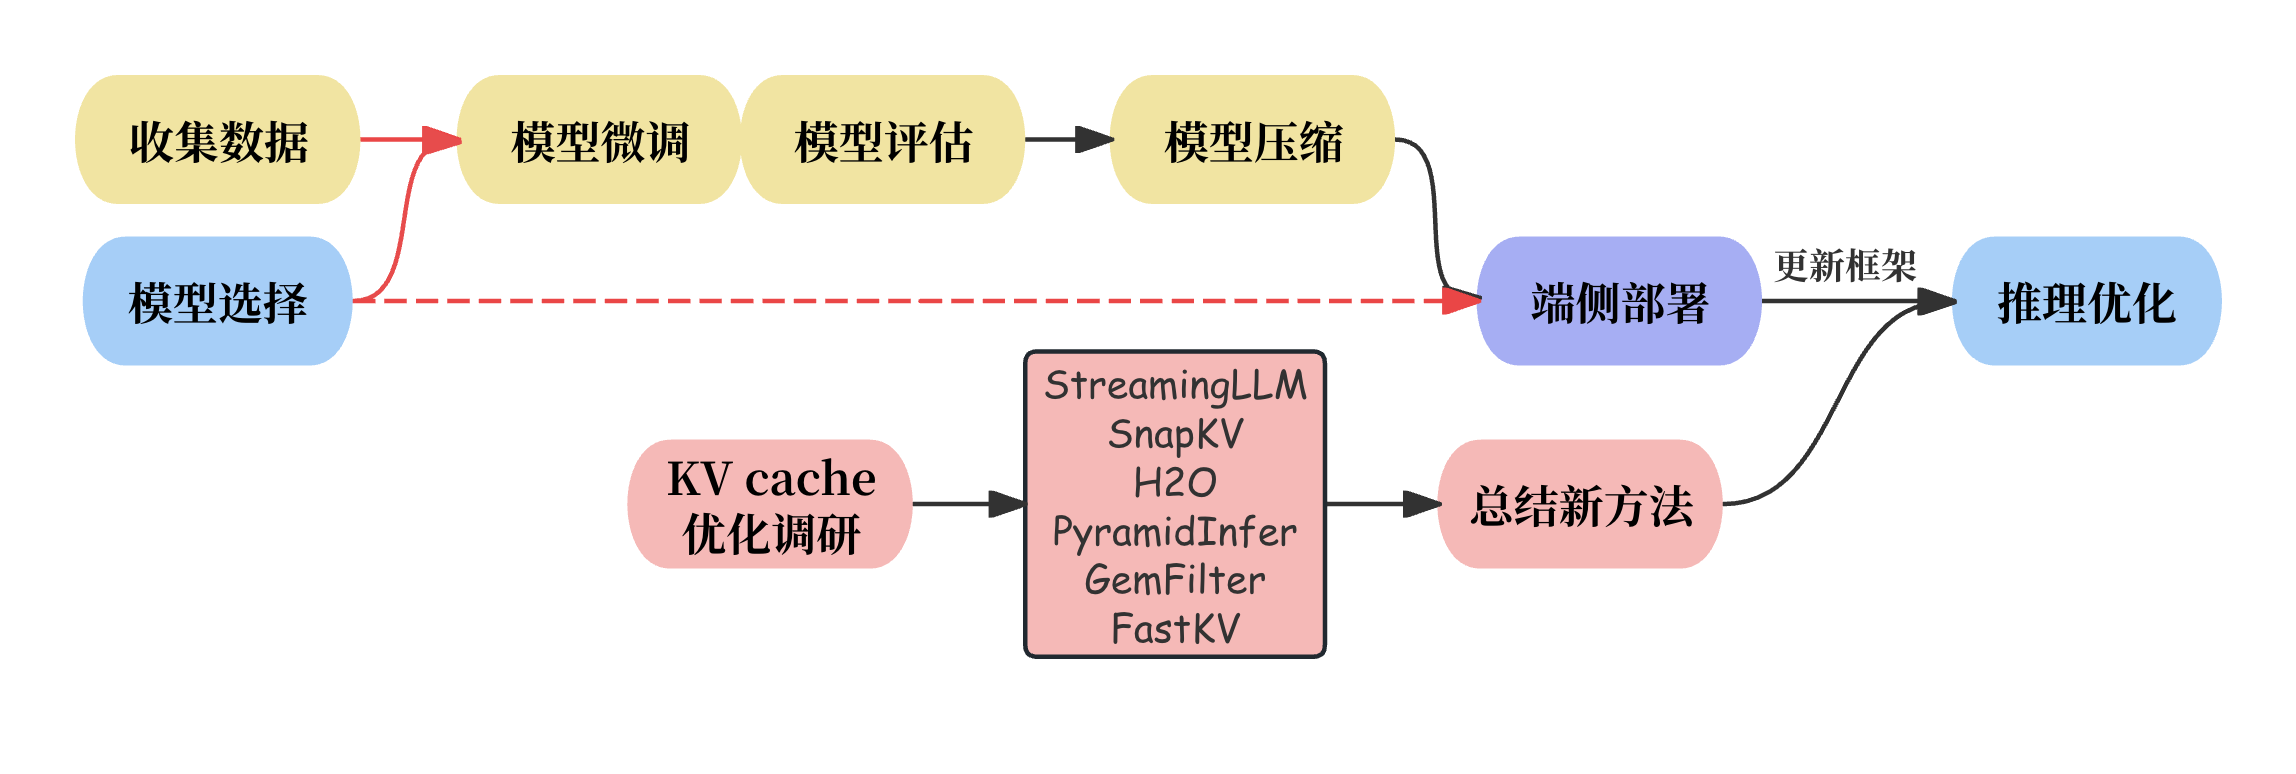 收集数据
模型微调
模型评估
模型压缩
模型选择
端侧部署
更新框架
推理优化
KV cache
优化调研
StreamingLLM
SnapKV
H2O
PyramidInfer
GemFilter
FastKV
总结新方法